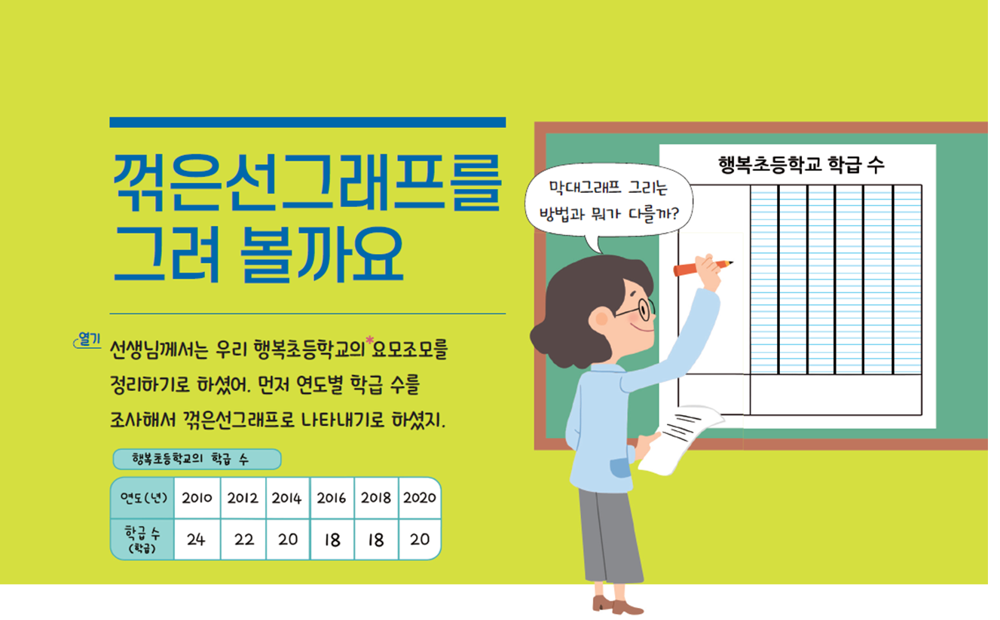 꺾은선그래프를
그려 볼까요
행복초등학교 학급 수
막대그래프 그리는
방법과 뭐가 다를까?
열기
선생님께서는 우리 행복초등학교의 *요모조모를
정리하기로 하셨어. 먼저 연도별 학급 수를
조사해서 꺾은선그래프로 나타내기로 하셨지.
행복초등학교의 학급 수
연도(년) 2010 2012 2014 2016 2018 2020
학급 수 24 22 20 18 18 20
(학급)